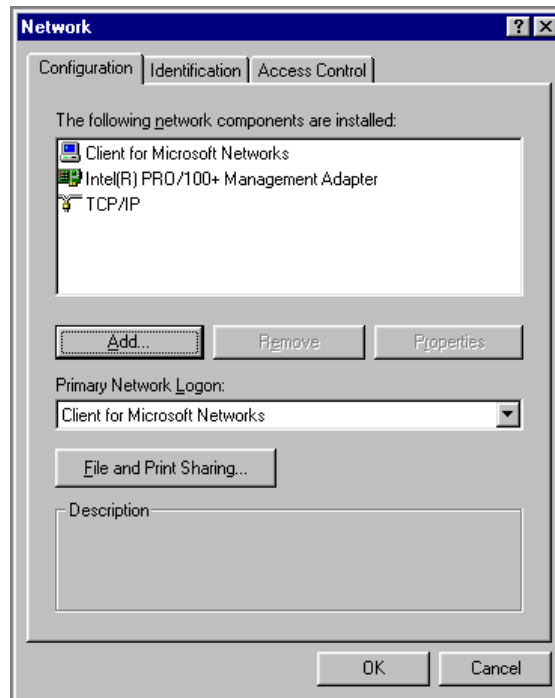 Network
Configuration Identification Access Control
The following network components are installed:
Client for Microsoft Networks
Intel(R) PRO/100+ Management Adapter
TCP/IP
Add... Remove Properties
Primary Network Logon:
Client for Microsoft Networks
File and Print Sharing...
Description
OK Cancel